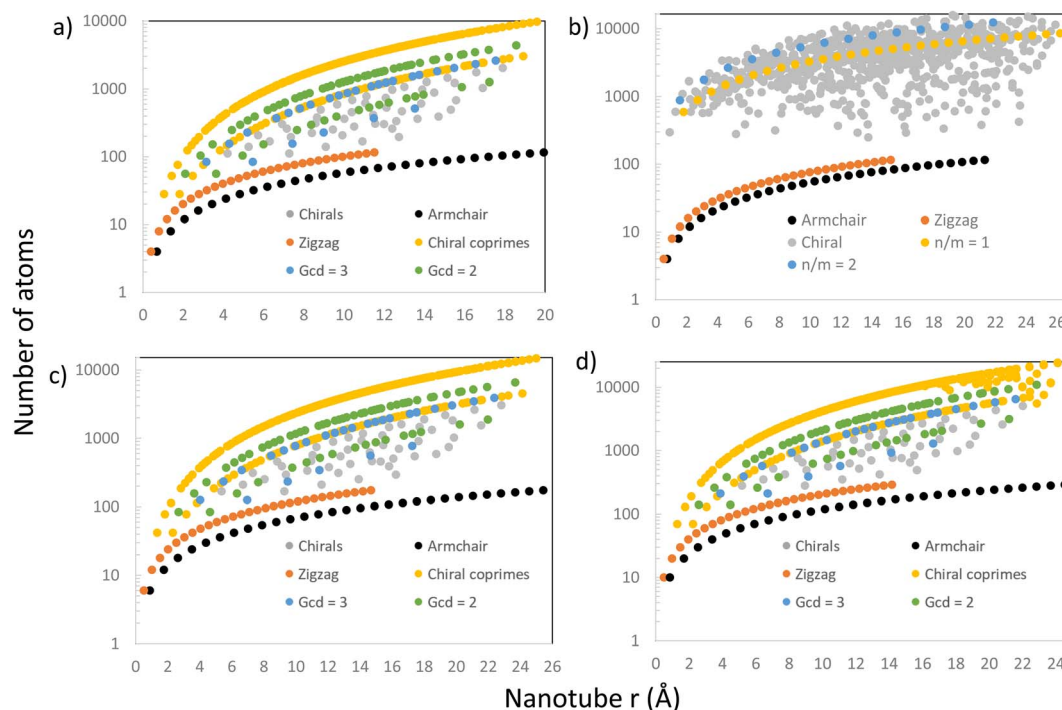 a)
10000
1000
100
10
1
0 2 4 6 8 10 12 14 16 18 20
Chirals Armchair
Zigzag Chiral coprimes
Gcd = 3 Gcd = 2
b)
10000
1000
100
10
1
0 2 4 6 8 10 12 14 16 18 20 22 24 26
Armchair Zigzag
Chiral n/m = 1
n/m = 2
c)
10000
1000
100
10
1
0 2 4 6 8 10 12 14 16 18 20 22 24 26
Chirals Armchair
Zigzag Chiral coprimes
Gcd = 3 Gcd = 2
d)
10000
1000
100
10
1
0 2 4 6 8 10 12 14 16 18 20 22 24
Chirals Armchair
Zigzag Chiral coprimes
Gcd = 3 Gcd = 2
Number of atoms
Nanotube r (Å)